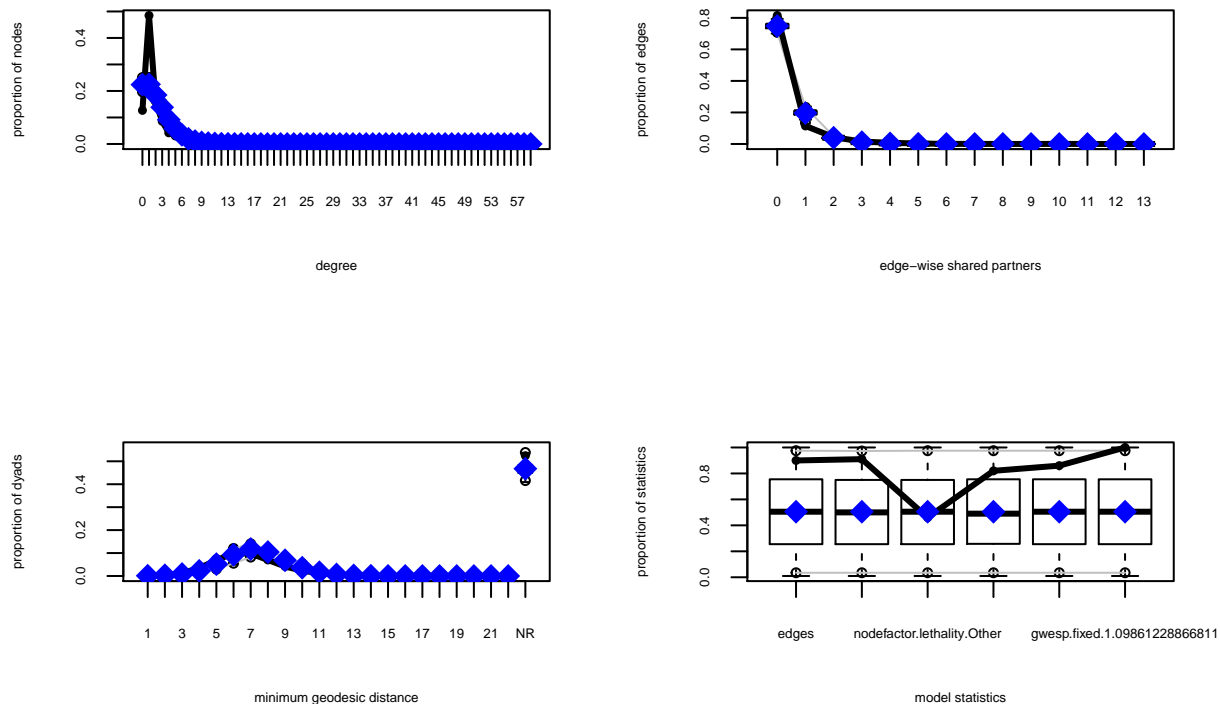 proportion of nodes
0.4
0.2
0.0
0 3 6 9 13 17 21 25 29 33 37 41 45 49 53 57
degree
proportion of edges
0.8
0.6
0.4
0.2
0.0
0 1 2 3 4 5 6 7 8 9 10 11 12 13
edge−wise shared partners
proportion of dyads
0.4
0.2
0.0
1 3 5 7 9 11 13 15 17 19 21 NR
minimum geodesic distance
proportion of statistics
0.8
0.4
0.0
edges nodefactor.lethality.Other gwesp.fixed.1.09861228866811
model statistics